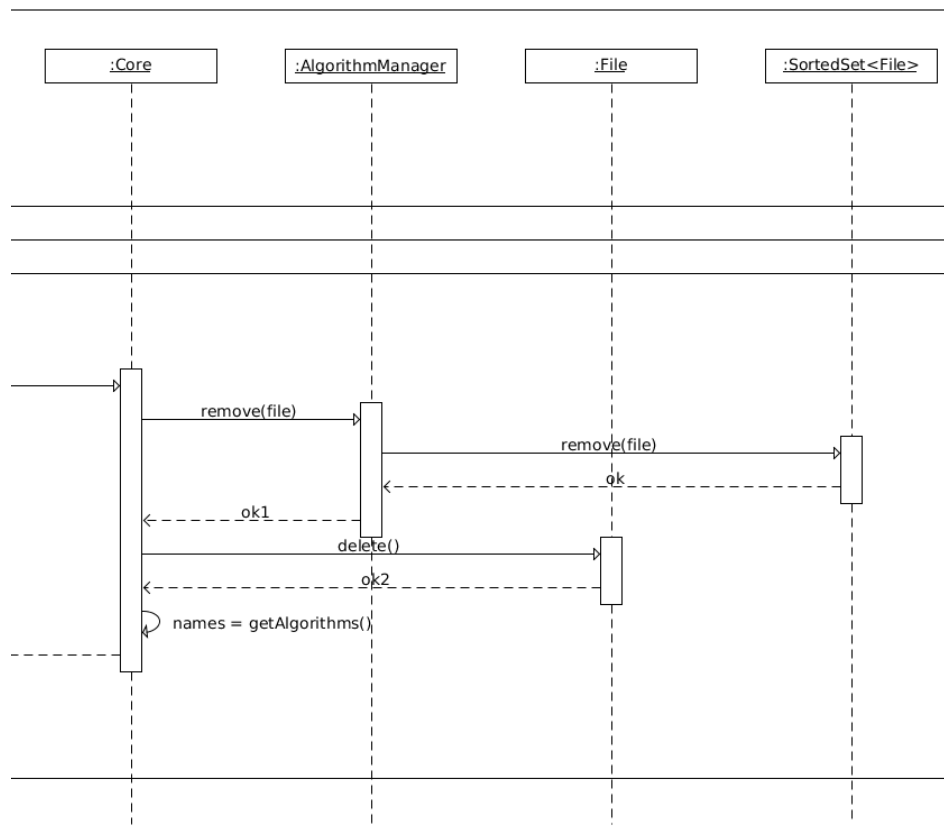 :Core
:AlgorithmManager
:File
:SortedSet<File>
remove(file)
remove(file)
ok
ok1
delete()
ok2
names = getAlgorithms()